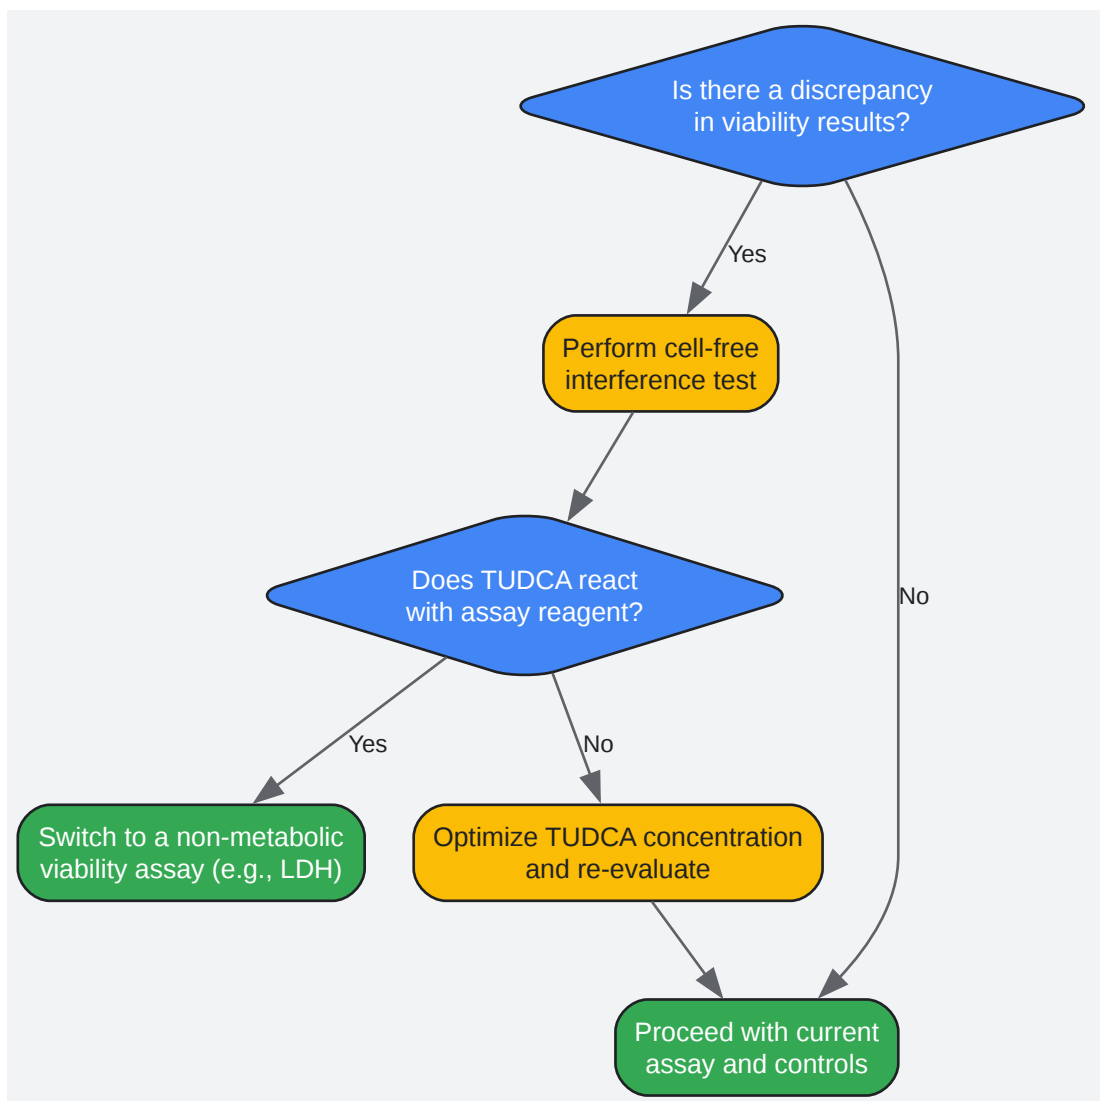 Is there a discrepancy
in viability results?
Yes
Perform cell-free
interference test
Does TUDCA react
with assay reagent?
No
Yes
No
Switch to a non-metabolic
viability assay (e.g., LDH)
Optimize TUDCA concentration
and re-evaluate
Proceed with current
assay and controls